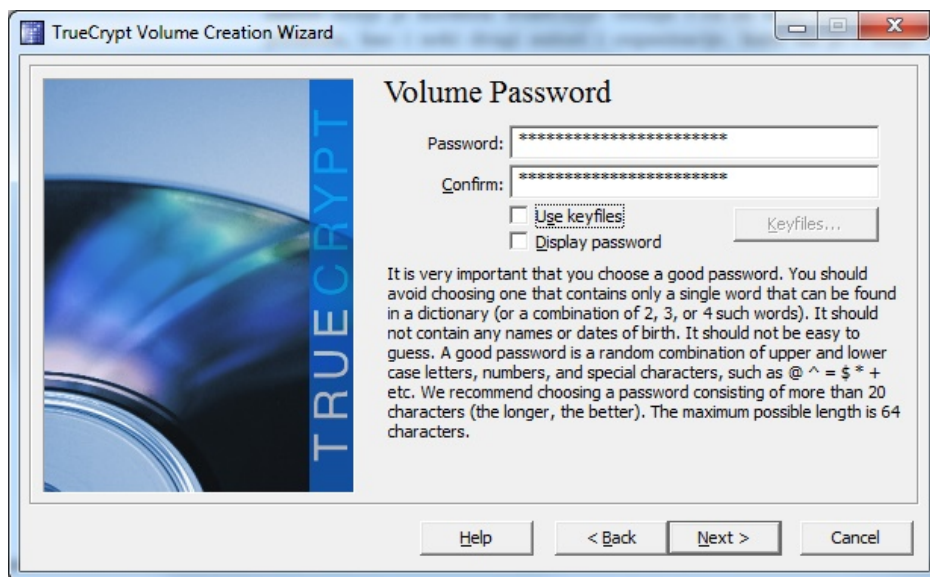 TrueCrypt Volume Creation Wizard
TRUECRYPT
Volume Password
Password: ***********************
Confirm: ***********************
Use keyfiles
Keyfiles...
Display password
It is very important that you choose a good password. You should
avoid choosing one that contains only a single word that can be found
in a dictionary (or a combination of 2, 3, or 4 such words). It should
not contain any names or dates of birth. It should not be easy to
guess. A good password is a random combination of upper and lower
case letters, numbers, and special characters, such as @ ^ = $ * +
etc. We recommend choosing a password consisting of more than 20
characters (the longer, the better). The maximum possible length is 64
characters.
Help
< Back
Next >
Cancel